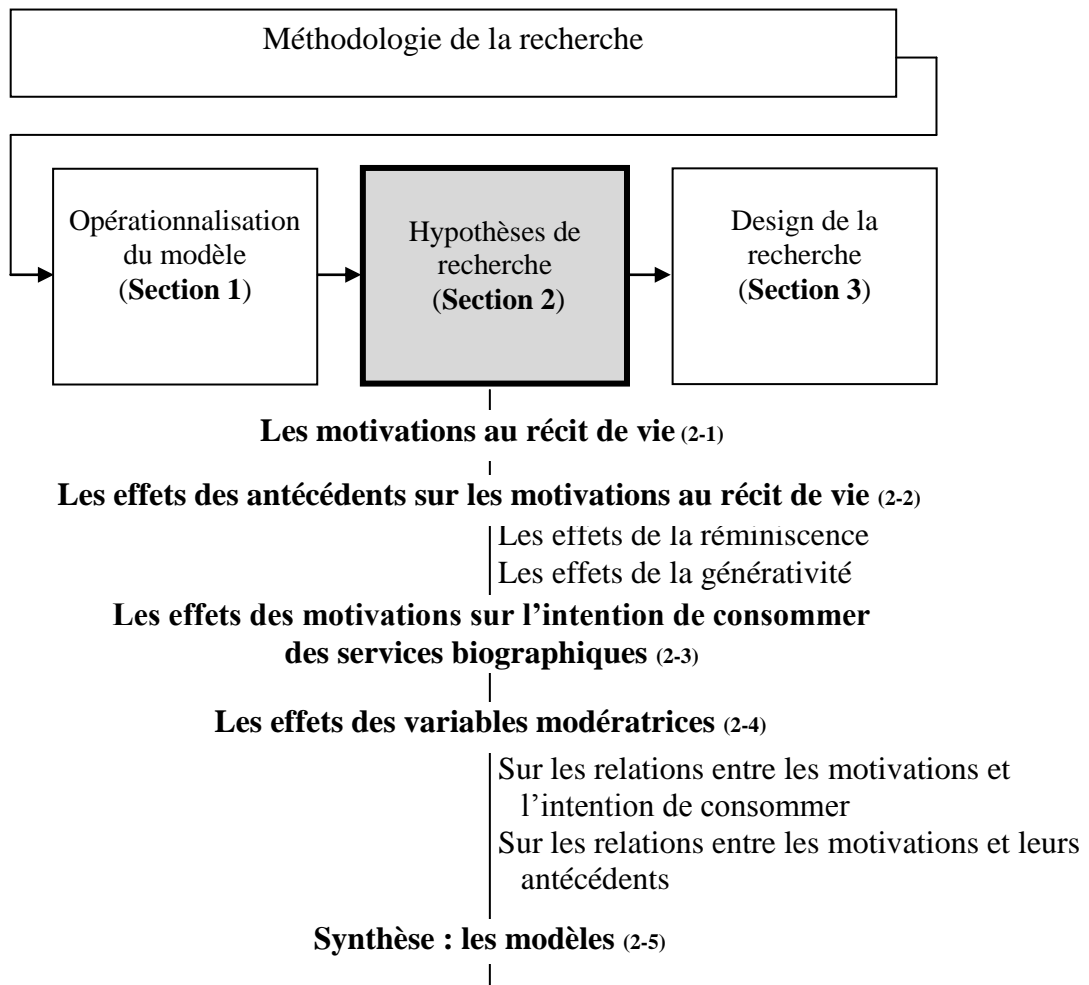 Méthodologie de la recherche
Opérationnalisation
du modèle
(Section 1)
Hypothèses de
recherche
(Section 2)
Design de la
recherche
(Section 3)
Les motivations au récit de vie (2-1)
Les effets des antécédents sur les motivations au récit de vie (2-2)
Les effets de la réminiscence
Les effets de la générativité
Les effets des motivations sur l’intention de consommer
des services biographiques (2-3)
Les effets des variables modératrices (2-4)
Sur les relations entre les motivations et
l’intention de consommer
Sur les relations entre les motivations et leurs
antécédents
Synthèse : les modèles (2-5)